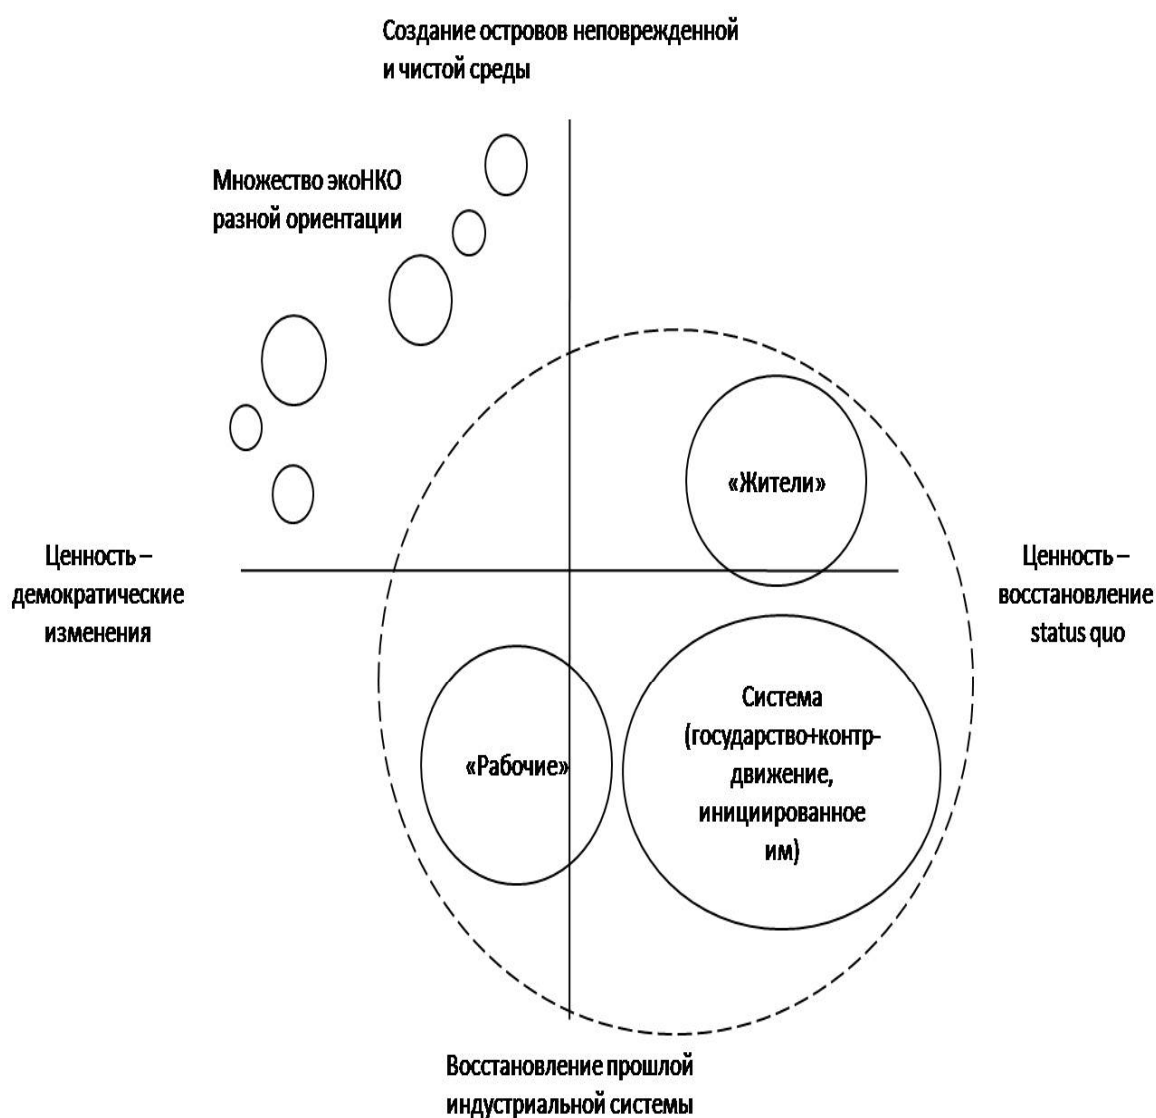 Создание островов неповрежденной
и чистой среды
Множество экоНКО
разной ориентации
«Жители»
Ценность –
демократические
изменения
Ценность –
восстановление
status quo
«Рабочие»
Система
(государство+контр-
движение,
инициированное
им)
Восстановление прошлой
индустриальной системы